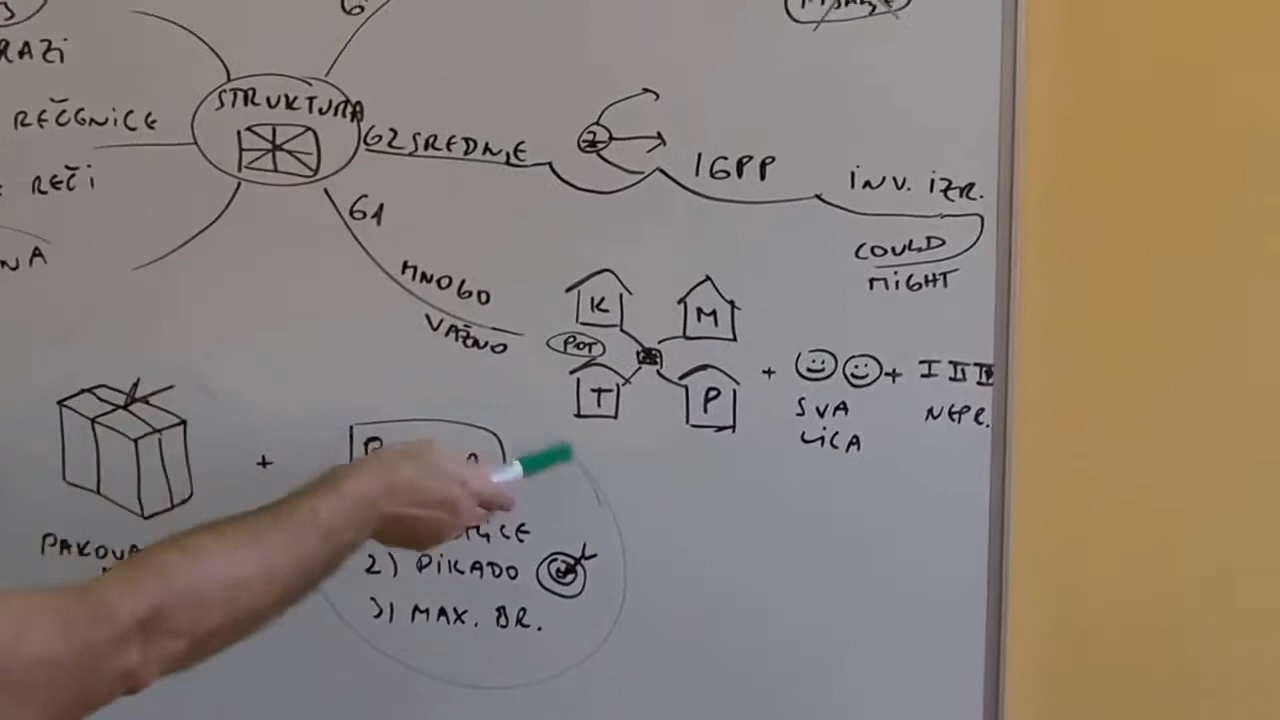 RAZI
REČENICE
REČI
NA
STRUKTURA
62 SREDNJE
2
IGPP
INV. IZR.
COULD
MIGHT
61
MNOGO
VAŽNO
K
M
POT
T
P
+
+
I II III
SVA
LICA
NEPR.
+
PAKOVA
2) PIKADO
3) MAX. BR.